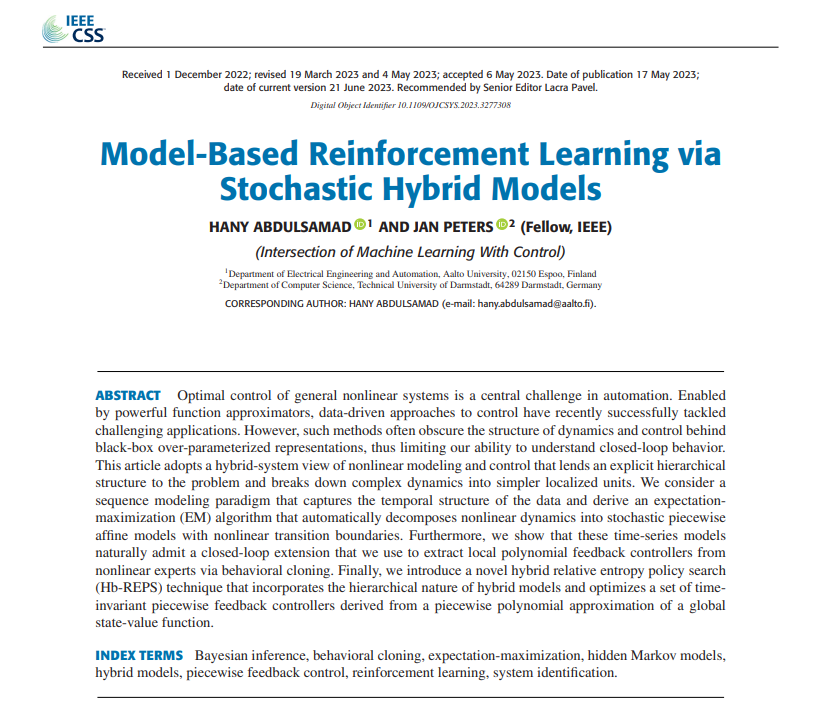 IEEE
CSS
Received 1 December 2022; revised 19 March 2023 and 4 May 2023; accepted 6 May 2023. Date of publication 17 May 2023;
date of current version 21 June 2023. Recommended by Senior Editor Lacra Pavel.
Digital Object Identifier 10.1109/OJCSYS.2023.3277308
Model-Based Reinforcement Learning via
Stochastic Hybrid Models
HANY ABDULSAMAD iD 1 AND JAN PETERS iD 2 (Fellow, IEEE)
(Intersection of Machine Learning With Control)
1Department of Electrical Engineering and Automation, Aalto University, 02150 Espoo, Finland
2Department of Computer Science, Technical University of Darmstadt, 64289 Darmstadt, Germany
CORRESPONDING AUTHOR: HANY ABDULSAMAD (e-mail: hany.abdulsamad@aalto.fi).
ABSTRACT Optimal control of general nonlinear systems is a central challenge in automation. Enabled
by powerful function approximators, data-driven approaches to control have recently successfully tackled
challenging applications. However, such methods often obscure the structure of dynamics and control behind
black-box over-parameterized representations, thus limiting our ability to understand closed-loop behavior.
This article adopts a hybrid-system view of nonlinear modeling and control that lends an explicit hierarchical
structure to the problem and breaks down complex dynamics into simpler localized units. We consider a
sequence modeling paradigm that captures the temporal structure of the data and derive an expectation-
maximization (EM) algorithm that automatically decomposes nonlinear dynamics into stochastic piecewise
affine models with nonlinear transition boundaries. Furthermore, we show that these time-series models
naturally admit a closed-loop extension that we use to extract local polynomial feedback controllers from
nonlinear experts via behavioral cloning. Finally, we introduce a novel hybrid relative entropy policy search
(Hb-REPS) technique that incorporates the hierarchical nature of hybrid models and optimizes a set of time-
invariant piecewise feedback controllers derived from a piecewise polynomial approximation of a global
state-value function.
INDEX TERMS Bayesian inference, behavioral cloning, expectation-maximization, hidden Markov models,
hybrid models, piecewise feedback control, reinforcement learning, system identification.